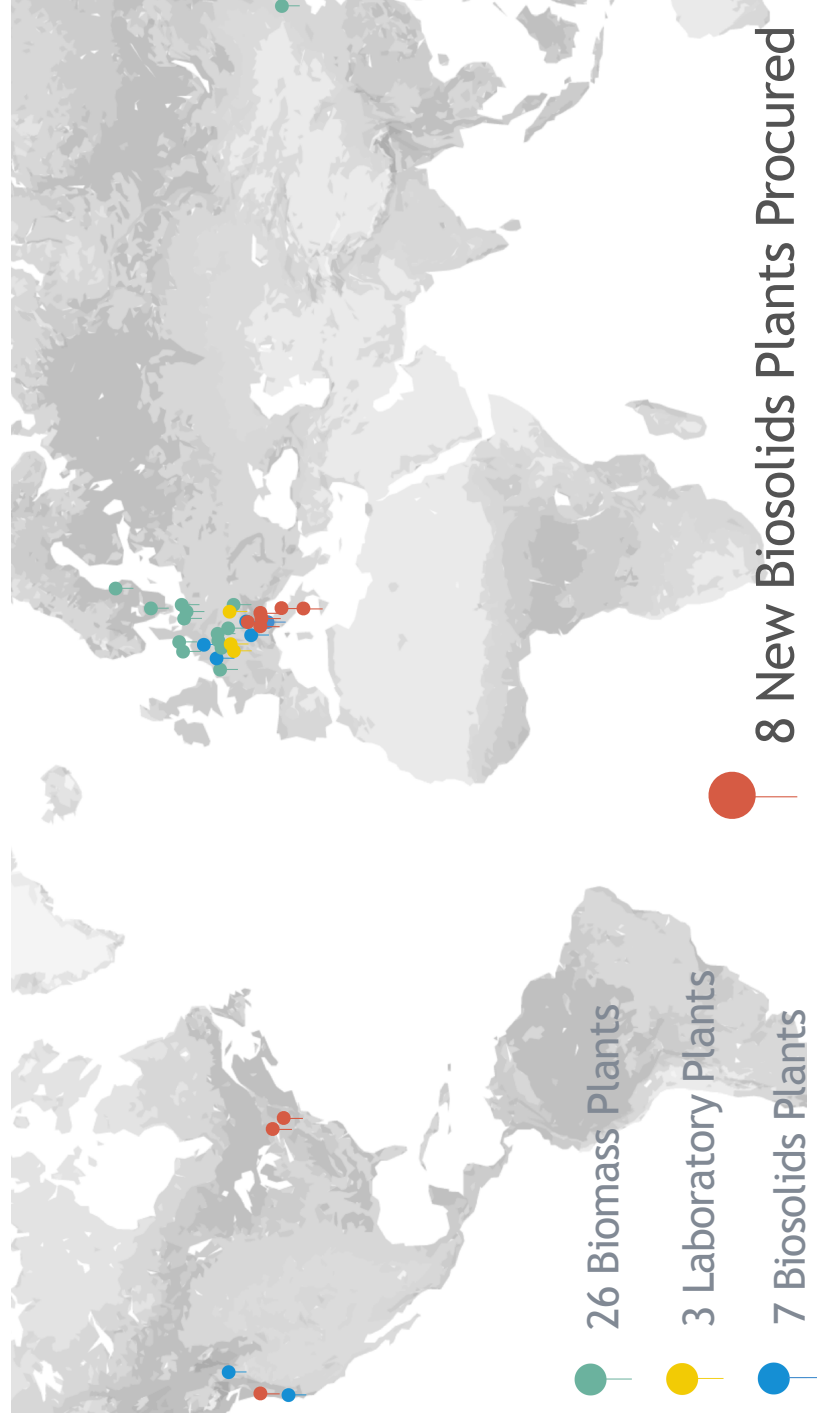 26 Biomass Plants
3 Laboratory Plants
7 Biosolids Plants
8 New Biosolids Plants Procured